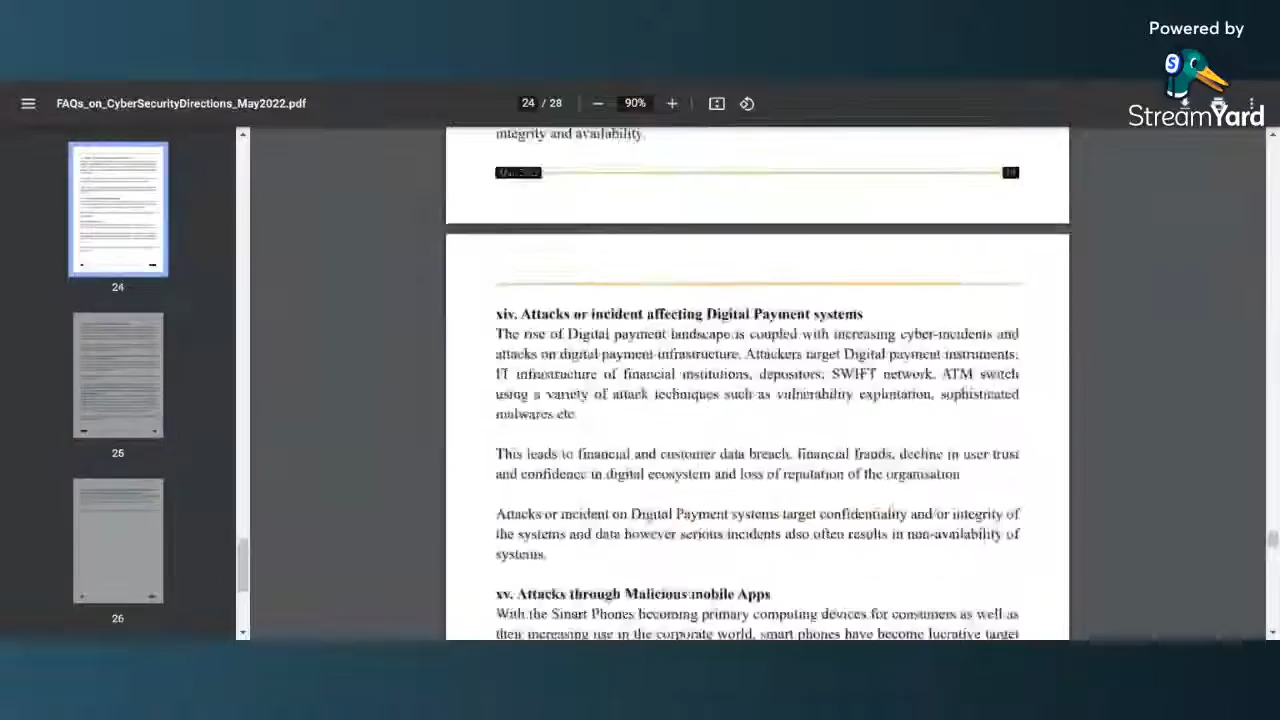 Powered by
StreamYard
FAQs_on_CyberSecurityDirections_May2022.pdf
24 / 28
90%
integrity and availability.
xiv. Attacks or incident affecting Digital Payment systems
The rise of Digital payment landscape is coupled with increasing cyber-incidents and
attacks on digital payment infrastructure. Attackers target Digital payment instruments,
IT infrastructure of financial institutions, depositors, SWIFT network, ATM switch
using a variety of attack techniques such as vulnerability exploitation, sophisticated
malwares etc.
This leads to financial and customer data breach, financial frauds, decline in user trust
and confidence in digital ecosystem and loss of reputation of the organisation
Attacks or incident on Digital Payment systems target confidentiality and/or integrity of
the systems and data however serious incidents also often results in non-availability of
systems.
xv. Attacks through Malicious mobile Apps
With the Smart Phones becoming primary computing devices for consumers as well as
their increasing use in the corporate world, smart phones have become lucrative target
24
25
26